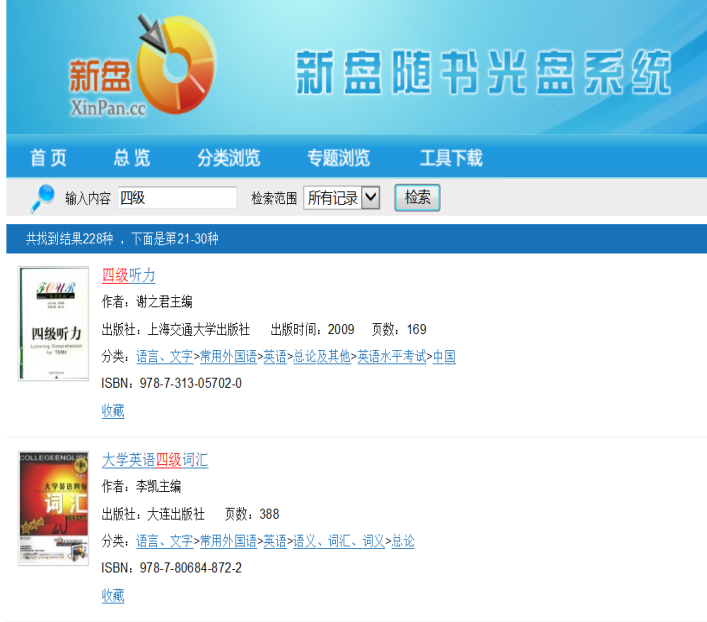 新盘
XinPan.cc
新盘随书光盘系统
首页 总览 分类浏览 专题浏览 工具下载
输入内容 四级 检索范围 所有记录 检索
共找到结果228种 ，下面是第21-30种
四级听力
作者：谢之君主编
出版社：上海交通大学出版社 出版时间：2009 页数：169
分类：语言、文字>常用外国语>英语>总论及其他>英语水平考试>中国
ISBN：978-7-313-05702-0
收藏
FOUR
四级听力
Listening Comprehension
for TEM4
大学英语四级词汇
作者：李凯主编
出版社：大连出版社 页数：388
分类：语言、文字>常用外国语>英语>语义、词汇、词义>总论
ISBN：978-7-80684-872-2
收藏
COLLEGEENGLISH
大学英语四级
词汇